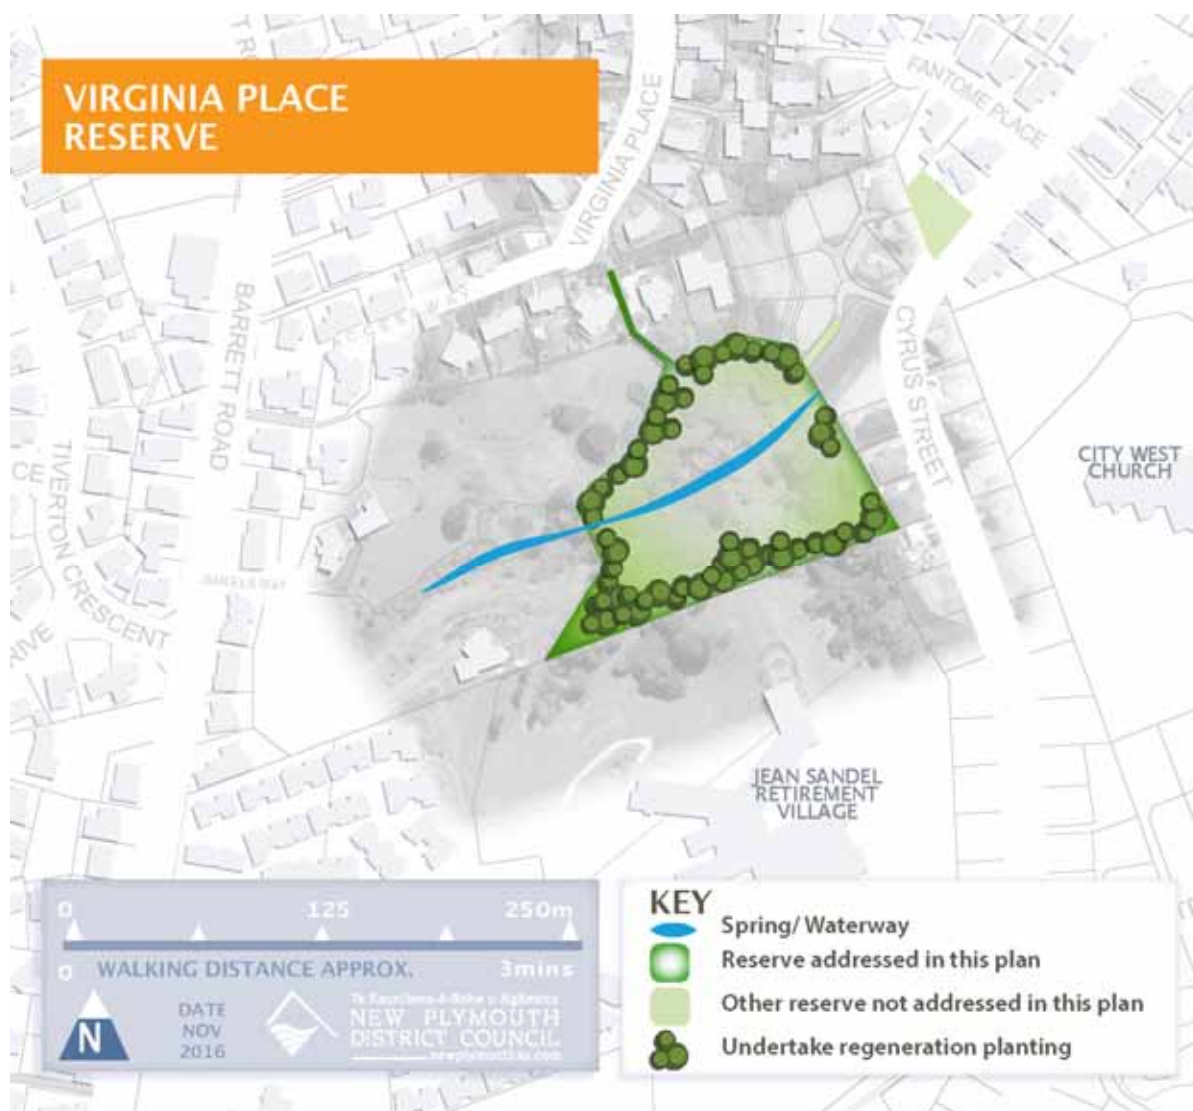 VIRGINIA PLACE
RESERVE
VIRGINIA PLACE
FANTOME PLACE
BARRETT ROAD
CYRUS STREET
CITY WEST
CHURCH
TIVERTON CRESCENT
JEAN SANDEL
RETIREMENT
VILLAGE
0 125 250m
0 WALKING DISTANCE APPROX. 3mins
N
DATE
NOV
2016
NEW PLYMOUTH
DISTRICT COUNCIL
KEY
Spring/ Waterway
Reserve addressed in this plan
Other reserve not addressed in this plan
Undertake regeneration planting